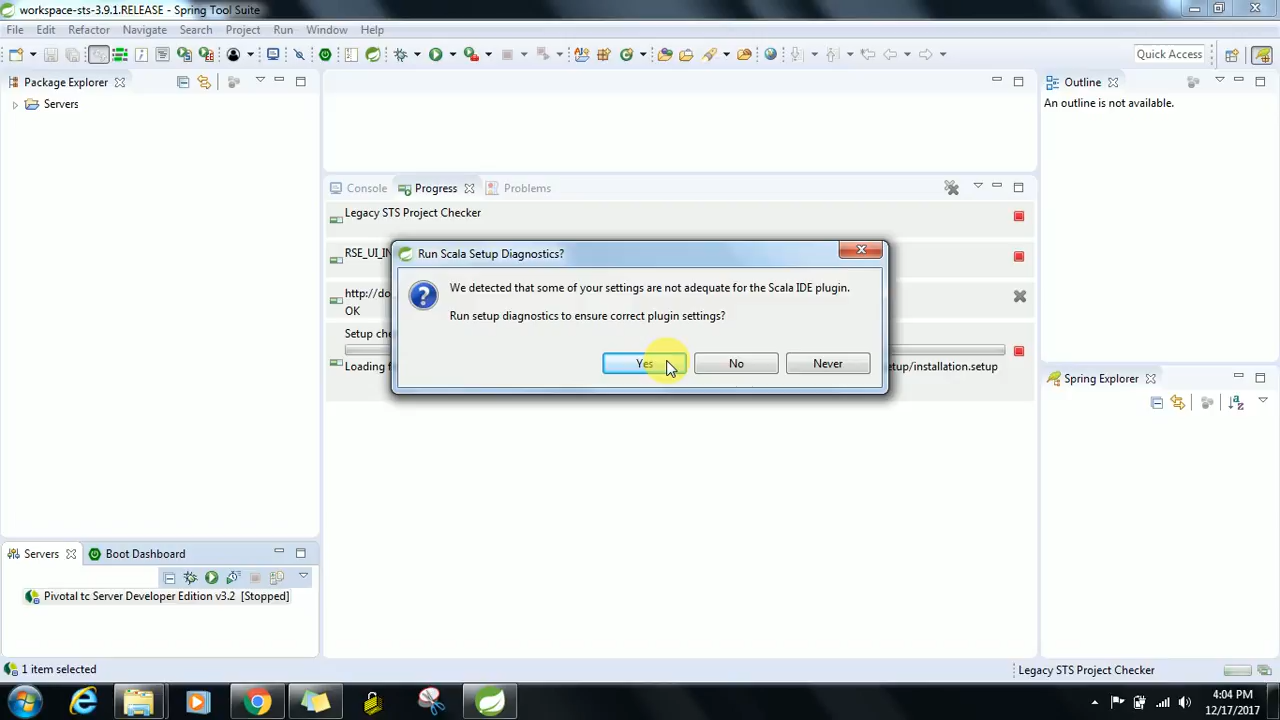 workspace-sts-3.9.1.RELEASE - Spring Tool Suite
File Edit Refactor Navigate Search Project Run Window Help
Quick Access
Package Explorer
Servers
Outline
An outline is not available.
Console Progress Problems
Legacy STS Project Checker
RSE_UI_IN
http://do
OK
Setup che
Loading f
etup/installation.setup
Run Scala Setup Diagnostics?
We detected that some of your settings are not adequate for the Scala IDE plugin.
Run setup diagnostics to ensure correct plugin settings?
Yes No Never
Spring Explorer
Servers Boot Dashboard
Pivotal tc Server Developer Edition v3.2 [Stopped]
1 item selected
Legacy STS Project Checker
4:04 PM
12/17/2017